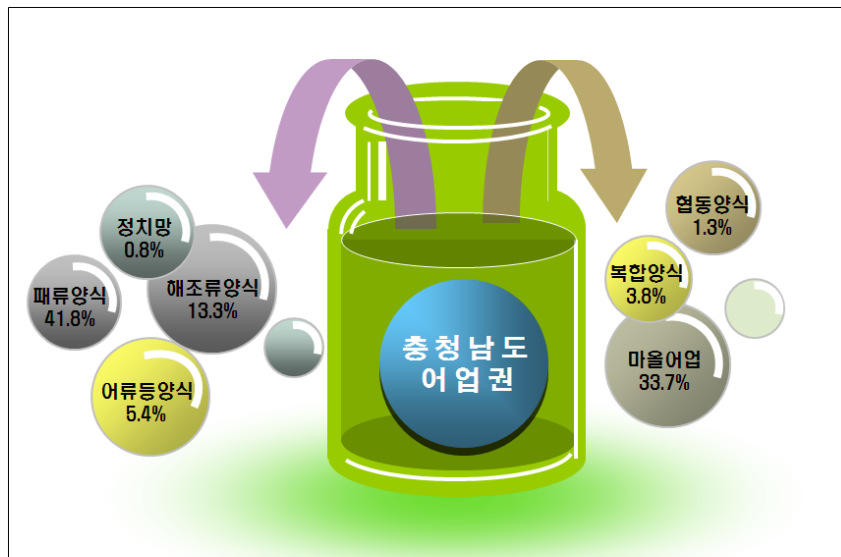 정치망
0.8%
해조류양식
13.3%
패류양식
41.8%
어류등양식
5.4%
충청남도
어업권
협동양식
1.3%
복합양식
3.8%
마을어업
33.7%